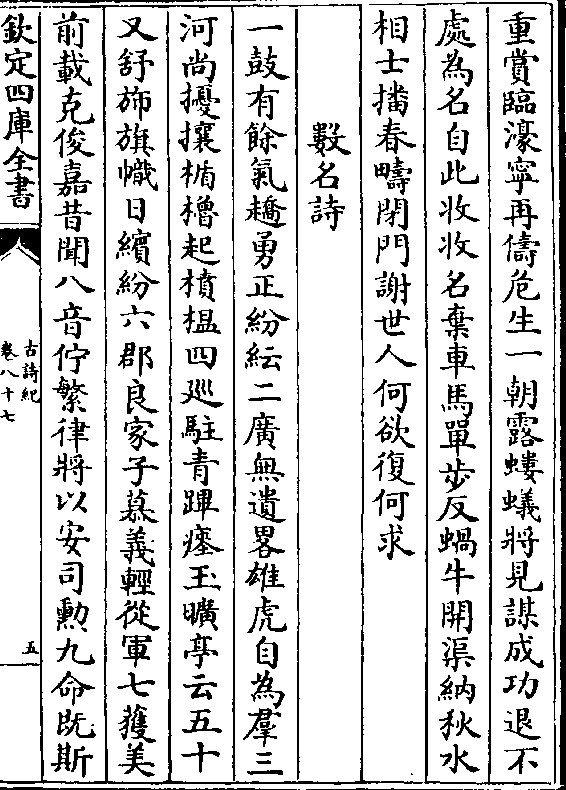 重賞臨濠寧再儔危生一朝露螻蟻將見謀成功退不
處為名自此收收名棄車馬單步反蝸牛開渠納秋水
相士播春疇閉門謝世人何欲復何求
數名詩
一鼓有餘氣趫勇正紛紜二廣無遺畧雄虎自為羣三
河尚擾攘楯櫓起檟榲四巡駐青蹕瘞玉曠亭云五十
又舒斾旗幟日繽紛六郡良家子慕義輕從軍七獲美
前載克俊嘉昔聞八音佇繁律將以安司勲九命既斯
欽定四庫全書
古詩紀
卷八十七
五